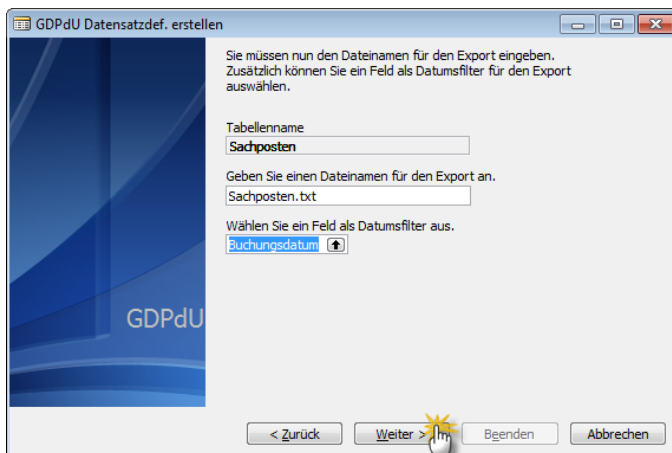 GDPdU Datensatzdef. erstellen
Sie müssen nun den Dateinamen für den Export eingeben.
Zusätzlich können Sie ein Feld als Datumsfilter für den Export
auswählen.
Tabellenname
Sachposten
Geben Sie einen Dateinamen für den Export an.
Sachposten.txt
Wählen Sie ein Feld als Datumsfilter aus.
Buchungsdatum
GDPdU
< Zurück Weiter > Beenden Abbrechen